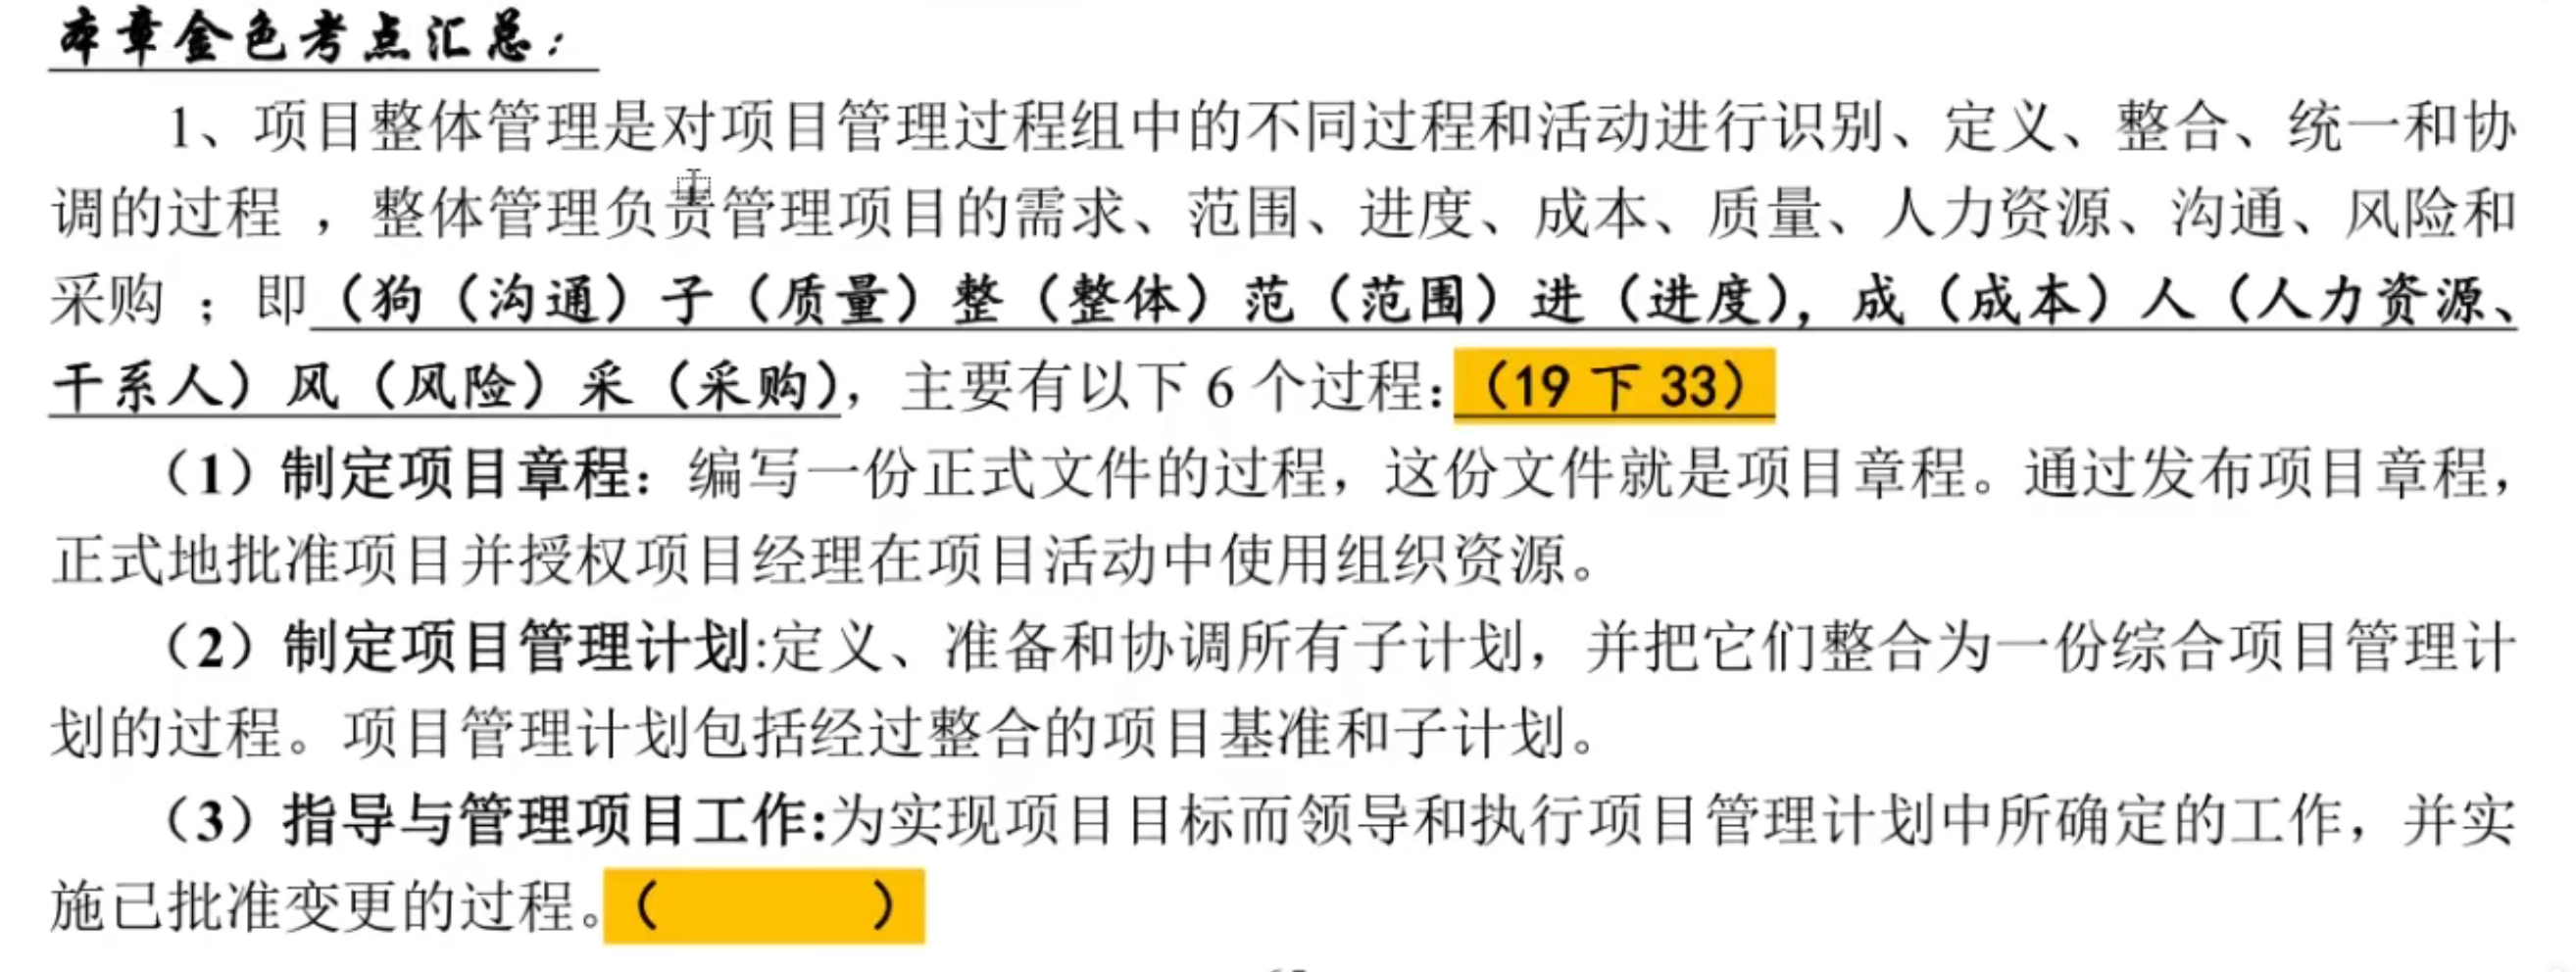 本章金色考点汇总：
1、项目整体管理是对项目管理过程组中的不同过程和活动进行识别、定义、整合、统一和协
调的过程 ，整体管理负责管理项目的需求、范围、进度、成本、质量、人力资源、沟通、风险和
采购 ；即（狗（沟通）子（质量）整（整体）范（范围）进（进度），成（成本）人（人力资源、
干系人）风（风险）采（采购），主要有以下 6 个过程：（19 下 33）
（1）制定项目章程：编写一份正式文件的过程，这份文件就是项目章程。通过发布项目章程，
正式地批准项目并授权项目经理在项目活动中使用组织资源。
（2）制定项目管理计划:定义、准备和协调所有子计划，并把它们整合为一份综合项目管理计
划的过程。项目管理计划包括经过整合的项目基准和子计划。
（3）指导与管理项目工作:为实现项目目标而领导和执行项目管理计划中所确定的工作，并实
施已批准变更的过程。（　　　）